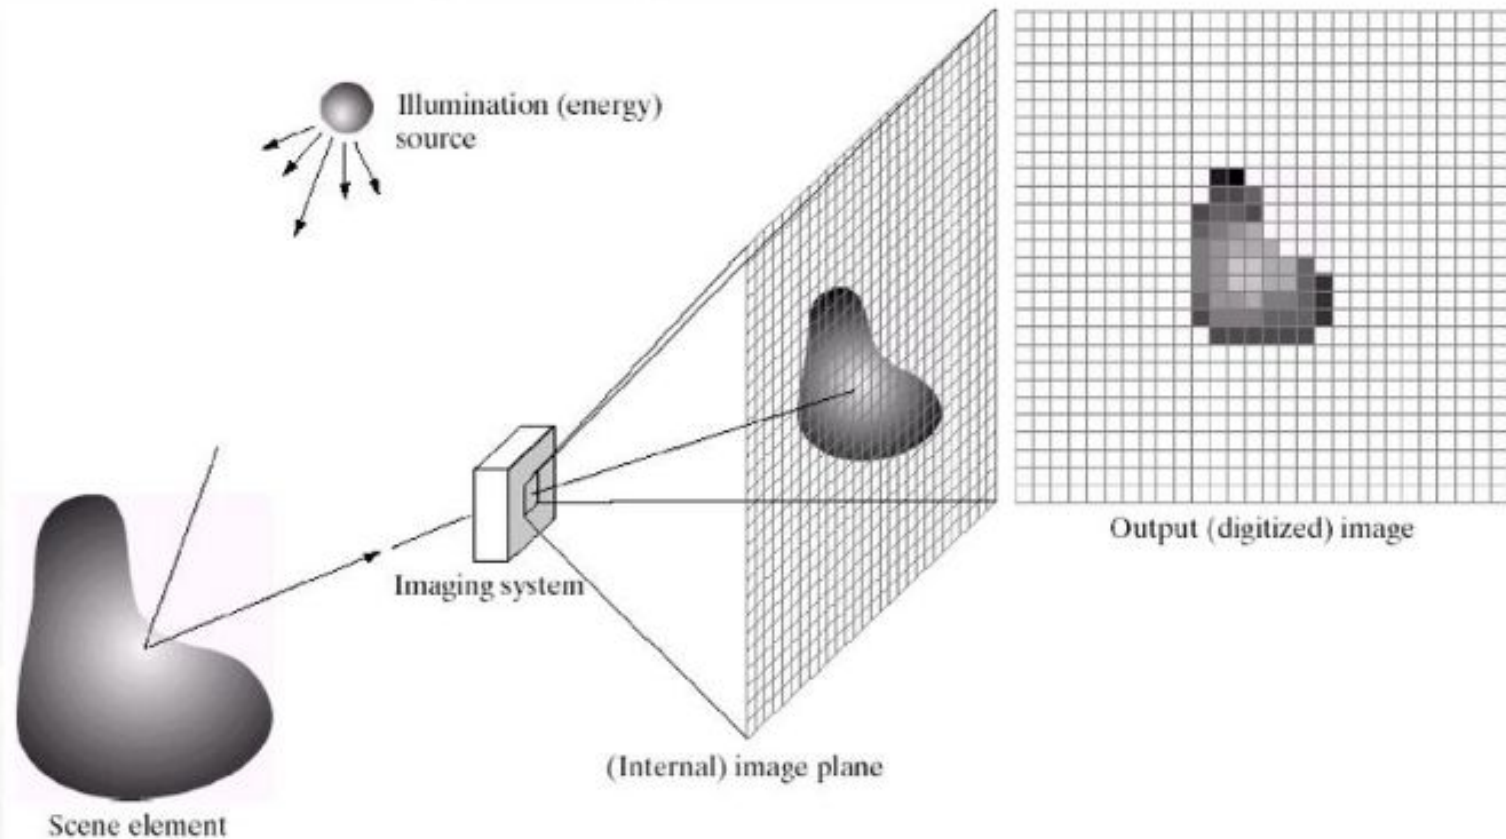 Illumination (energy)
source
Output (digitized) image
Imaging system
(Internal) image plane
Scene element